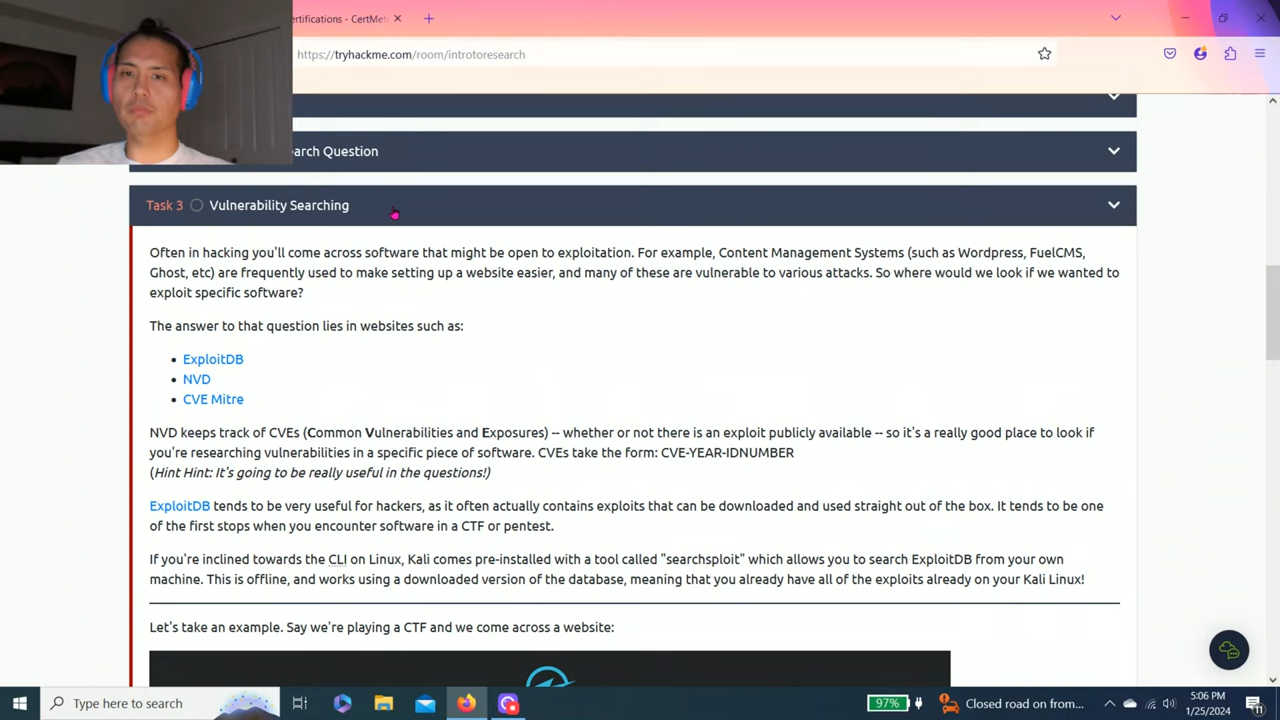 ertifications - CertMet
https://tryhackme.com/room/introtoresearch
arch Question
Task 3 Vulnerability Searching
Often in hacking you'll come across software that might be open to exploitation. For example, Content Management Systems (such as Wordpress, FuelCMS,
Ghost, etc) are frequently used to make setting up a website easier, and many of these are vulnerable to various attacks. So where would we look if we wanted to
exploit specific software?
The answer to that question lies in websites such as:
• ExploitDB
• NVD
• CVE Mitre
NVD keeps track of CVEs (Common Vulnerabilities and Exposures) -- whether or not there is an exploit publicly available -- so it's a really good place to look if
you're researching vulnerabilities in a specific piece of software. CVEs take the form: CVE-YEAR-IDNUMBER
(Hint Hint: It's going to be really useful in the questions!)
ExploitDB tends to be very useful for hackers, as it often actually contains exploits that can be downloaded and used straight out of the box. It tends to be one
of the first stops when you encounter software in a CTF or pentest.
If you're inclined towards the CLI on Linux, Kali comes pre-installed with a tool called "searchsploit" which allows you to search ExploitDB from your own
machine. This is offline, and works using a downloaded version of the database, meaning that you already have all of the exploits already on your Kali Linux!
Let's take an example. Say we're playing a CTF and we come across a website:
Type here to search
97%
Closed road on from...
5:06 PM
1/25/2024
11